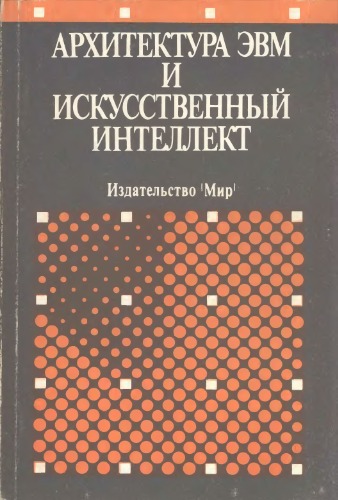 АРХИТЕКТУРА ЭВМ
И
ИСКУССТВЕННЫЙ
ИНТЕЛЛЕКТ
Издательство "Мир"